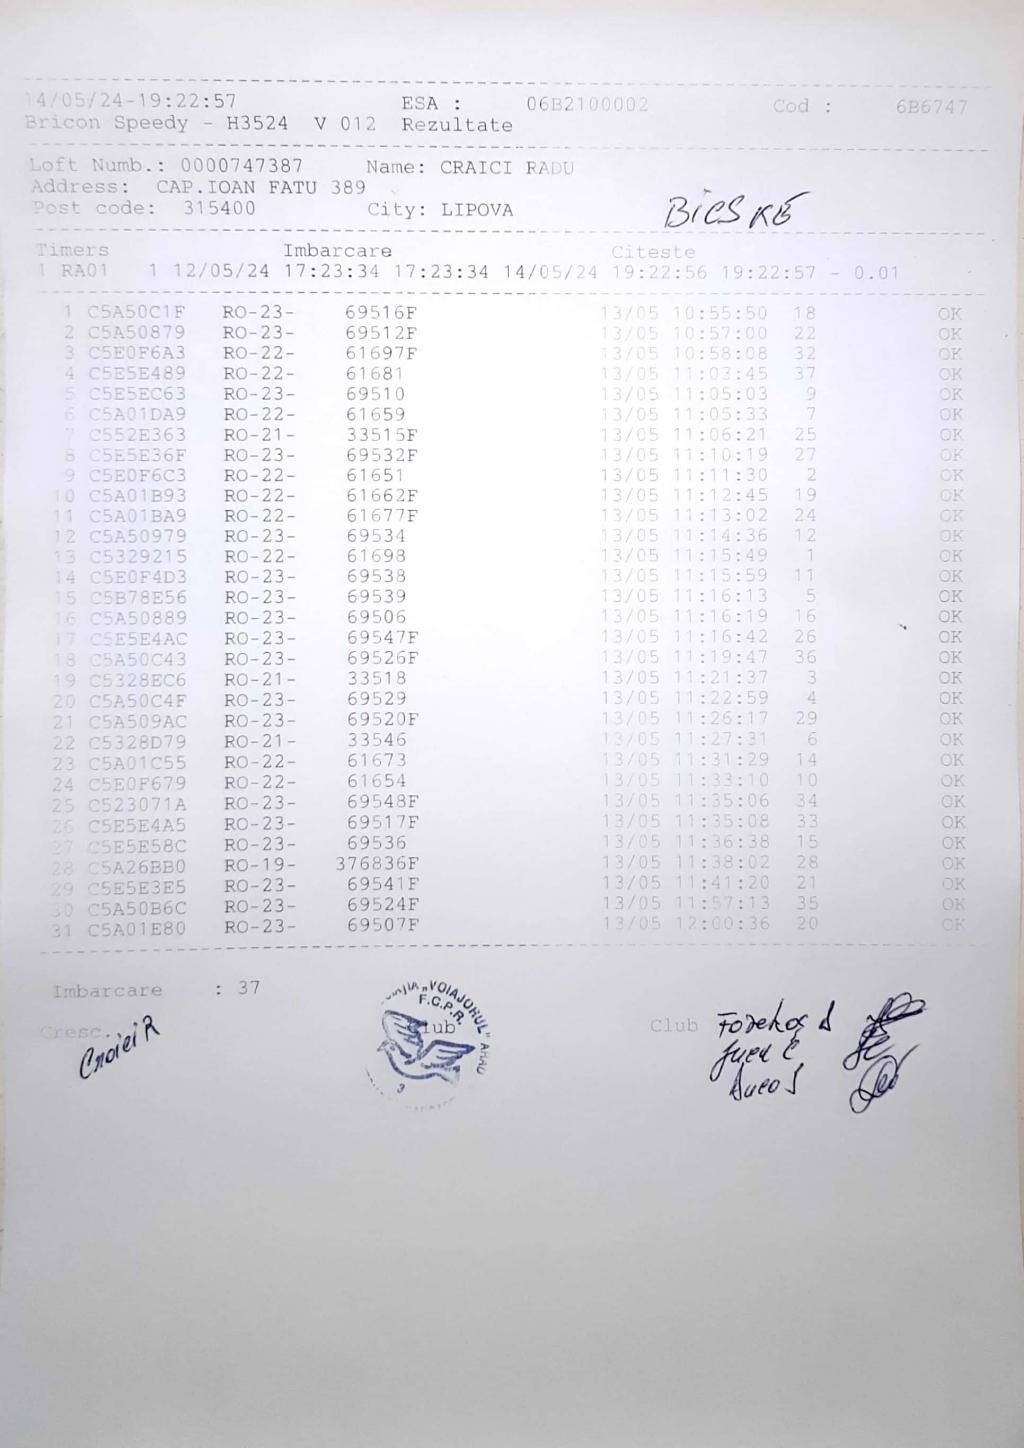 14/05/24-19:22:57 ESA : 06B2100002 Cod : 6B6747
Bricon Speedy - H3524 V 012 Rezultate
Loft Numb.: 0000747387 Name: CRAICI RADU
Address: CAP.IOAN FATU 389
Post code: 315400 City: LIPOVA
BICSKÉ
Timers Imbarcare Citeste
1 RA01 1 12/05/24 17:23:34 17:23:34 14/05/24 19:22:56 19:22:57 - 0.01
1 C5A50C1F RO-23- 69516F 13/05 10:55:50 18 OK
2 C5A50879 RO-23- 69512F 13/05 10:57:00 22 OK
3 C5E0F6A3 RO-22- 61697F 13/05 10:58:08 32 OK
4 C5E5E489 RO-22- 61681 13/05 11:03:45 37 OK
5 C5E5EC63 RO-23- 69510 13/05 11:05:03 9 OK
6 C5A01DA9 RO-22- 61659 13/05 11:05:33 7 OK
7 C552E363 RO-21- 33515F 13/05 11:06:21 25 OK
8 C5E5E36F RO-23- 69532F 13/05 11:10:19 27 OK
9 C5E0F6C3 RO-22- 61651 13/05 11:11:30 2 OK
10 C5A01B93 RO-22- 61662F 13/05 11:12:45 19 OK
11 C5A01BA9 RO-22- 61677F 13/05 11:13:02 24 OK
12 C5A50979 RO-23- 69534 13/05 11:14:36 12 OK
13 C5329215 RO-22- 61698 13/05 11:15:49 1 OK
14 C5E0F4D3 RO-23- 69538 13/05 11:15:59 11 OK
15 C5B78E56 RO-23- 69539 13/05 11:16:13 5 OK
16 C5A50889 RO-23- 69506 13/05 11:16:19 16 OK
17 C5E5E4AC RO-23- 69547F 13/05 11:16:42 26 OK
18 C5A50C43 RO-23- 69526F 13/05 11:19:47 36 OK
19 C5328EC6 RO-21- 33518 13/05 11:21:37 3 OK
20 C5A50C4F RO-23- 69529 13/05 11:22:59 4 OK
21 C5A509AC RO-23- 69520F 13/05 11:26:17 29 OK
22 C5328D79 RO-21- 33546 13/05 11:27:31 6 OK
23 C5A01C55 RO-22- 61673 13/05 11:31:29 14 OK
24 C5E0F679 RO-22- 61654 13/05 11:33:10 10 OK
25 C523071A RO-23- 69548F 13/05 11:35:06 34 OK
26 C5E5E4A5 RO-23- 69517F 13/05 11:35:08 33 OK
27 C5E5E58C RO-23- 69536 13/05 11:36:38 15 OK
28 C5A26BB0 RO-19- 376836F 13/05 11:38:02 28 OK
29 C5E5E3E5 RO-23- 69541F 13/05 11:41:20 21 OK
30 C5A50B6C RO-23- 69524F 13/05 11:57:13 35 OK
31 C5A01E80 RO-23- 69507F 13/05 12:00:36 20 OK
Imbarcare : 37
"VOIAJORUL" ARAD
F.C.P.R.
3
Cresc. Club Club
Craici R